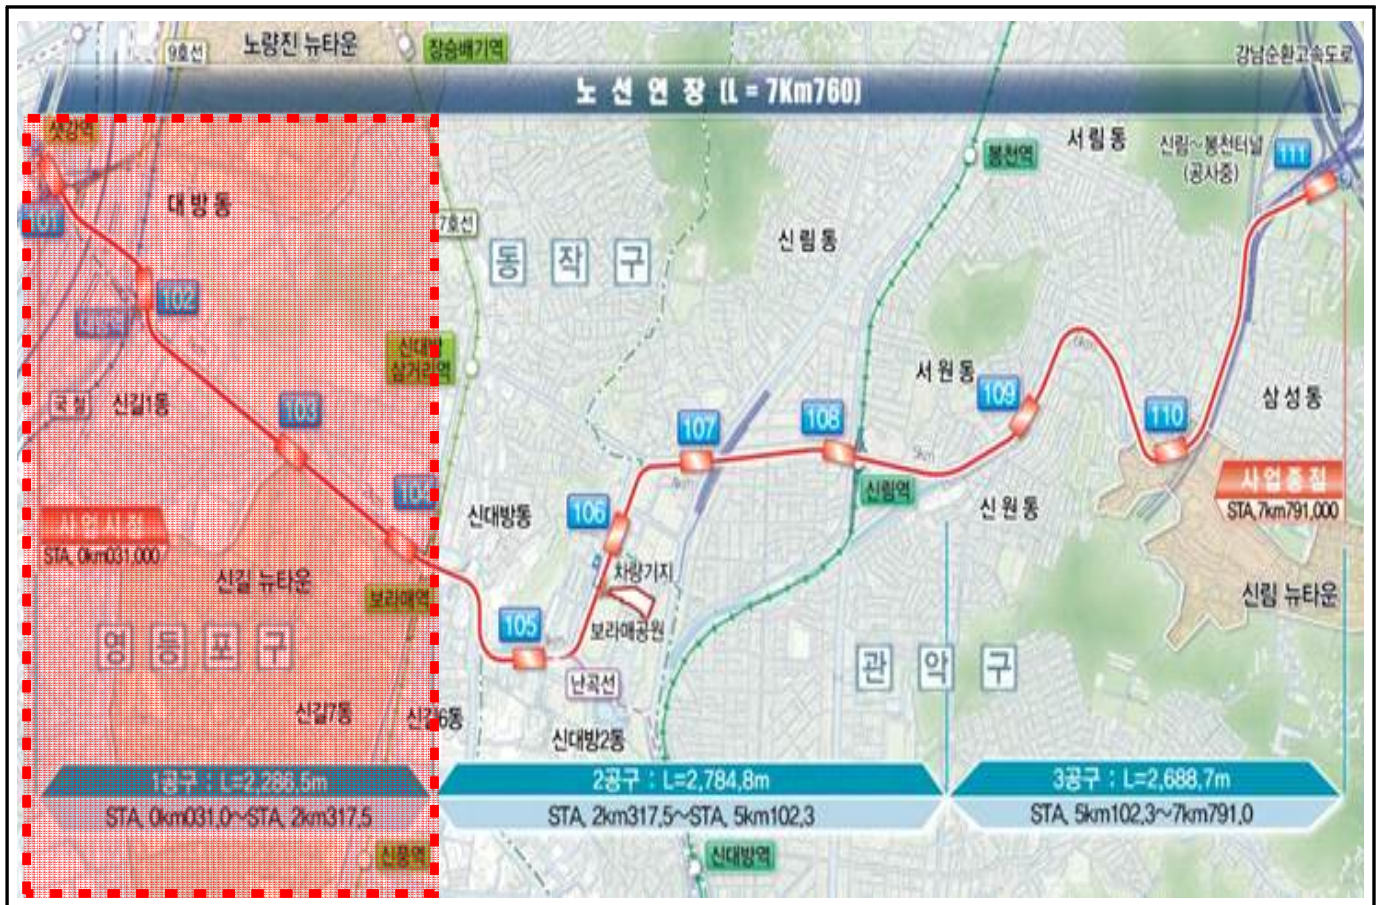 9호선
노량진 뉴타운
장승배기역
강남순환고속도로
노 선 연 장 (L = 7Km760)
샛강역
대방동
7호선
동 작 구
신림동
봉천역
서림동
신림~봉천터널
(공사중)
111
101
102
대방역
신대방
삼거리역
국철
신길1동
103
104
서원동
109
107
108
110
삼성동
사업시점
STA. 0km031.000
신대방동
106
5km
6km
신림역
신원동
사업종점
STA.7km791.000
신길 뉴타운
차량기지
보라매역
보라매공원
신림 뉴타운
영 등 포 구
105
난곡선
관 악 구
신길7동
신길6동
신대방2동
1공구 : L=2,286.5m
STA. 0km031.0~STA. 2km317.5
2공구 : L=2,784.8m
STA. 2km317.5~STA. 5km102.3
3공구 : L=2,688.7m
STA. 5km102.3~7km791.0
신풍역
신대방역